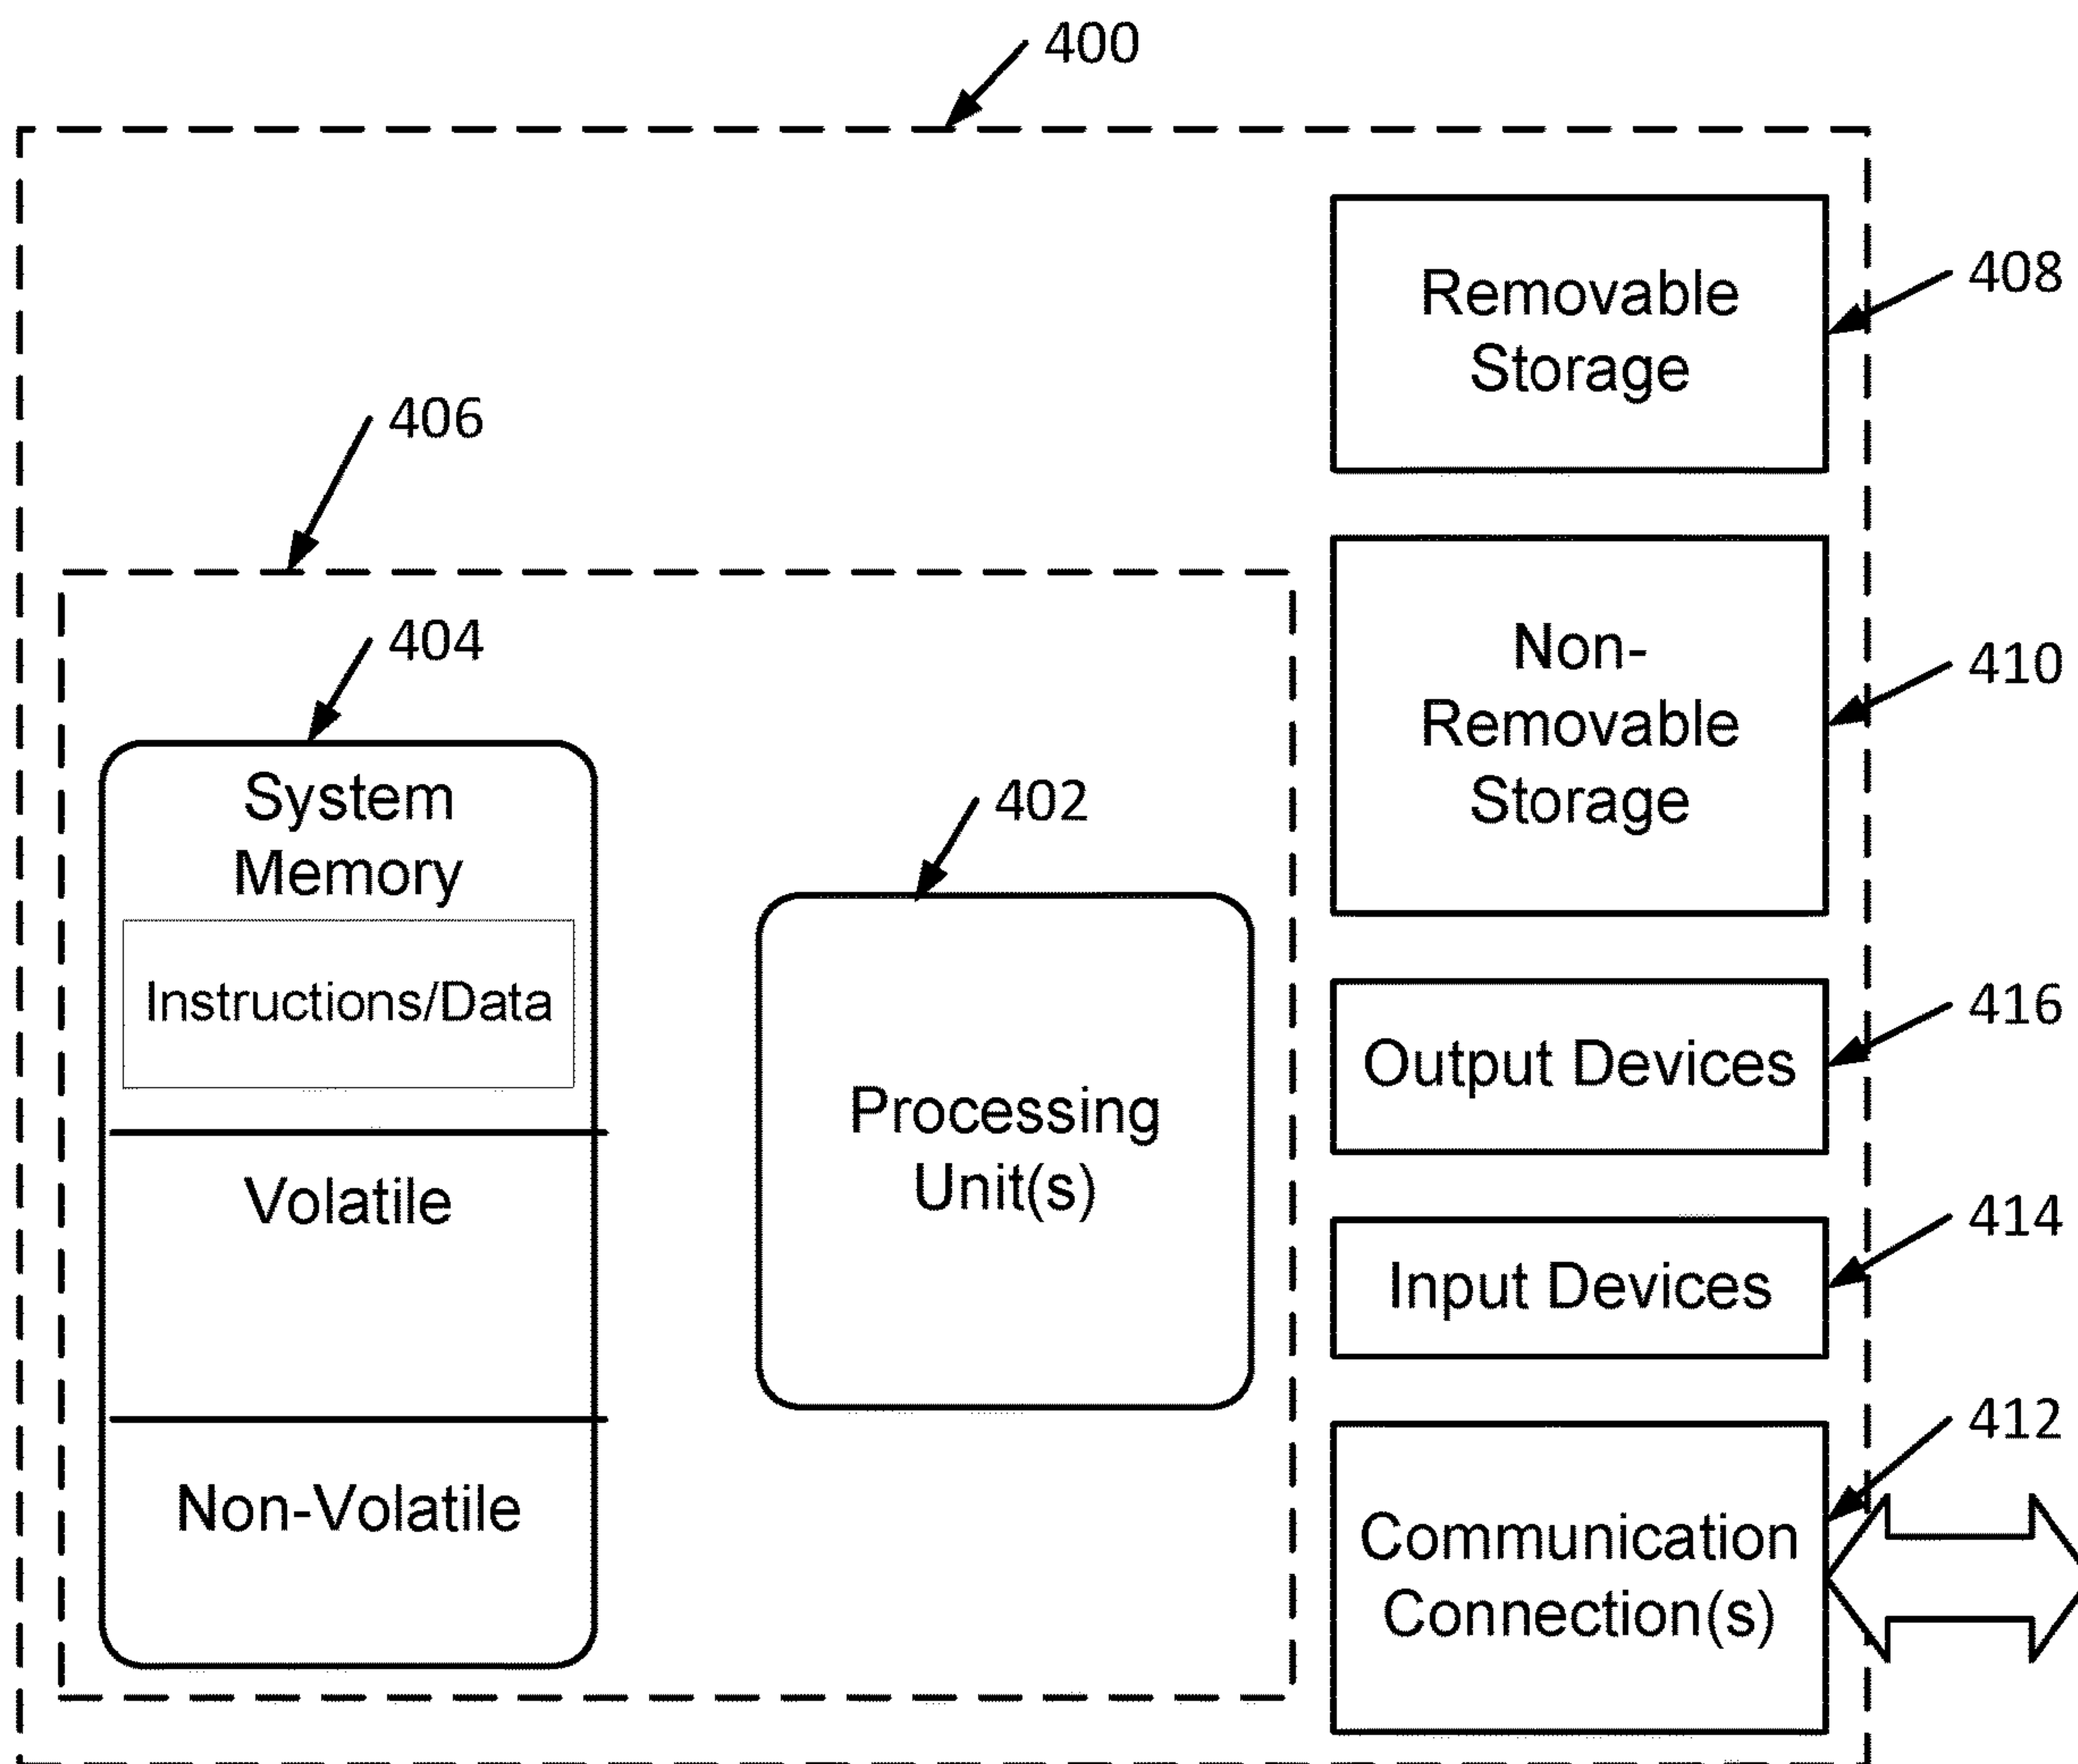 400
Removable
Storage
408
406
Non-
Removable
Storage
410
404
System
Memory
Instructions/Data
Volatile
Non-Volatile
402
Processing
Unit(s)
Output Devices
416
Input Devices
414
Communication
Connection(s)
412